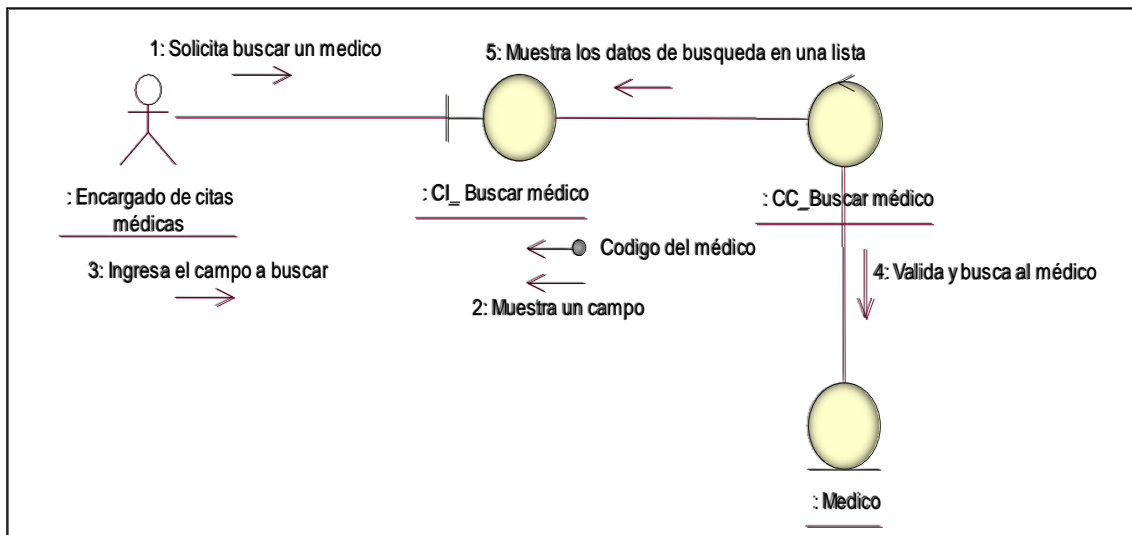 1: Solicita buscar un medico
5: Muestra los datos de busqueda en una lista
: Encargado de citas
médicas
: CI_ Buscar médico
: CC_Buscar médico
Codigo del médico
3: Ingresa el campo a buscar
4: Valida y busca al médico
2: Muestra un campo
: Medico